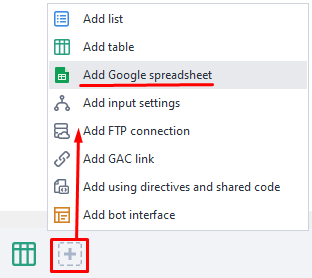 Add list
Add table
Add Google spreadsheet
Add input settings
Add FTP connection
Add GAC link
Add using directives and shared code
Add bot interface